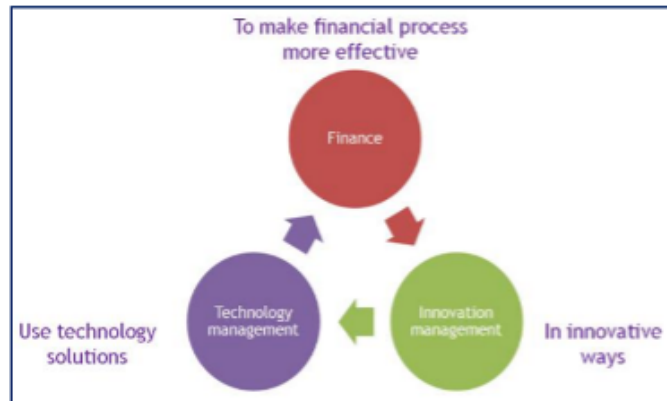 To make financial process
more effective
Finance
Technology
management
Innovation
management
Use technology
solutions
In innovative
ways